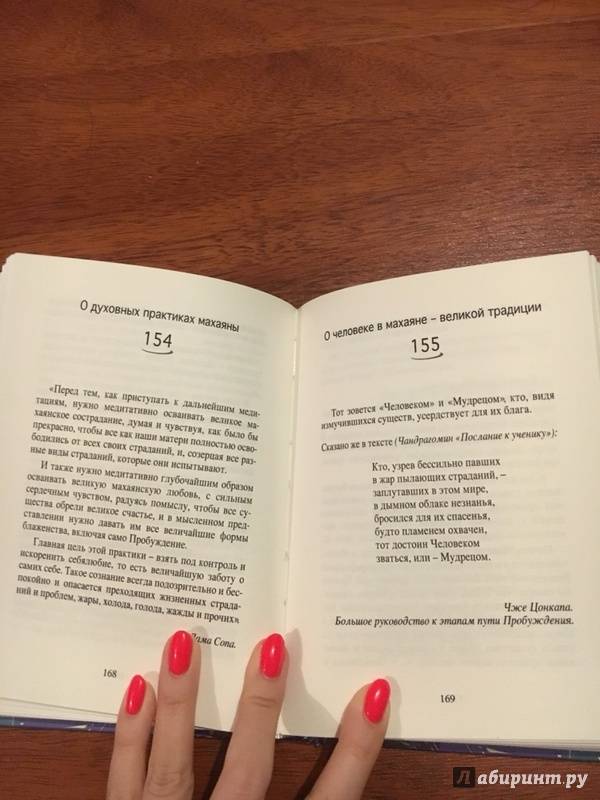 О духовных практиках махаяны
154
«Перед тем, как приступать к дальнейшим меди-
тациям, нужно медитативно осваивать великое ма-
хаянское сострадание, думая и чувствуя, как было бы
прекрасно, чтобы все как наши матери полностью осво-
бодились от всех своих страданий, и, созерцая все раз-
ные виды страданий, которые они испытывают.
И также нужно медитативно глубочайшим образом
осваивать великую махаянскую любовь, с сильным
сердечным чувством, радуясь помыслу, чтобы все су-
щества обрели великое счастье, и в мысленном пред-
ставлении нужно давать им все величайшие формы
блаженства, включая само Пробуждение.
Главная цель этой практики – взять под контроль и
искоренить себялюбие, то есть величайшую заботу о
самих себе. Такое сознание всегда подозрительно и бес-
покойно и опасается преходящих жизненных страда-
ний и проблем, жары, холода, голода, жажды и прочих»
Лама Сопа.
168
О человеке в махаяне – великой традиции
155
Тот зовется «Человеком» и «Мудрецом», кто, видя
измучившихся существ, усердствует для их блага.
Сказано же в тексте (Чандрагомин «Послание к ученику»):
Кто, узрев бессильно павших
в жар пылающих страданий, –
заплутавших в этом мире,
в дымном облаке незнанья,
бросился для их спасенья,
будто пламенем охвачен,
тот достоин Человеком
зваться, или – Мудрецом.
Чже Цонкапа.
Большое руководство к этапам пути Пробуждения.
169
Лабиринт.ру